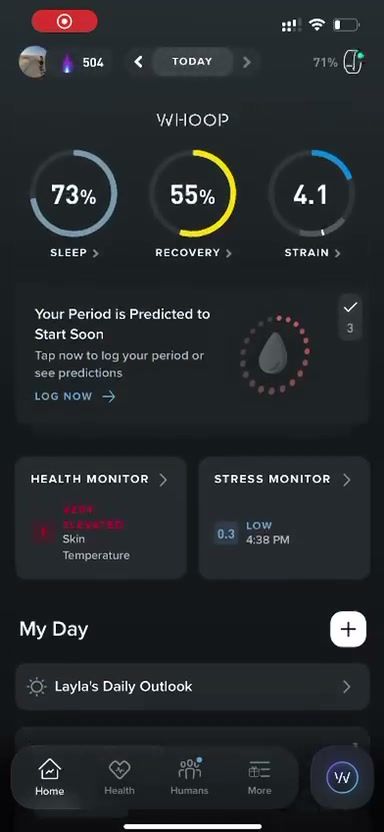 504
TODAY
71%
WHOOP
73%
55%
4.1
SLEEP
RECOVERY
STRAIN
Your Period is Predicted to
Start Soon
Tap now to log your period or
see predictions
LOG NOW
3
HEALTH MONITOR
ELEVATED
Skin
Temperature
STRESS MONITOR
0.3
LOW
4:38 PM
My Day
Layla's Daily Outlook
Home
Health
Humans
More
W